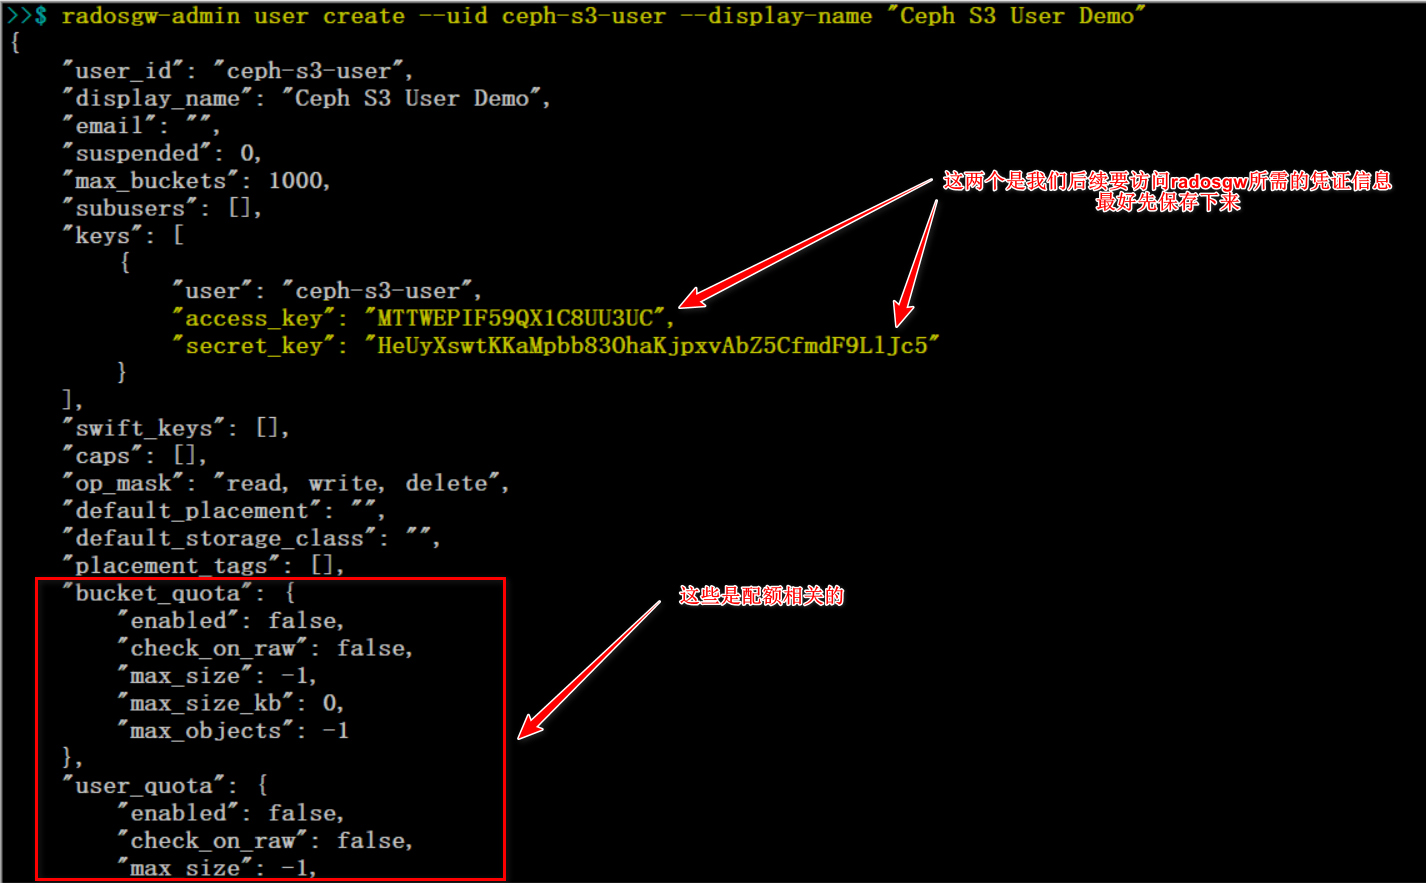 >>$ radosgw-admin user create --uid ceph-s3-user --display-name "Ceph S3 User Demo"
{
"user_id": "ceph-s3-user",
"display_name": "Ceph S3 User Demo",
"email": "",
"suspended": 0,
"max_buckets": 1000,
"subusers": [],
"keys": [
{
"user": "ceph-s3-user",
"access_key": "MTTWEPIF59QX1C8UU3UC",
"secret_key": "HeUyXswtKKaMpbb83OhaKjpxvAbZ5CfmdF9LlJc5"
}
],
"swift_keys": [],
"caps": [],
"op_mask": "read, write, delete",
"default_placement": "",
"default_storage_class": "",
"placement_tags": [],
"bucket_quota": {
"enabled": false,
"check_on_raw": false,
"max_size": -1,
"max_size_kb": 0,
"max_objects": -1
},
"user_quota": {
"enabled": false,
"check_on_raw": false,
"max_size": -1,
这两个是我们后续要访问radosgw所需的凭证信息
最好先保存下来
这些是配额相关的